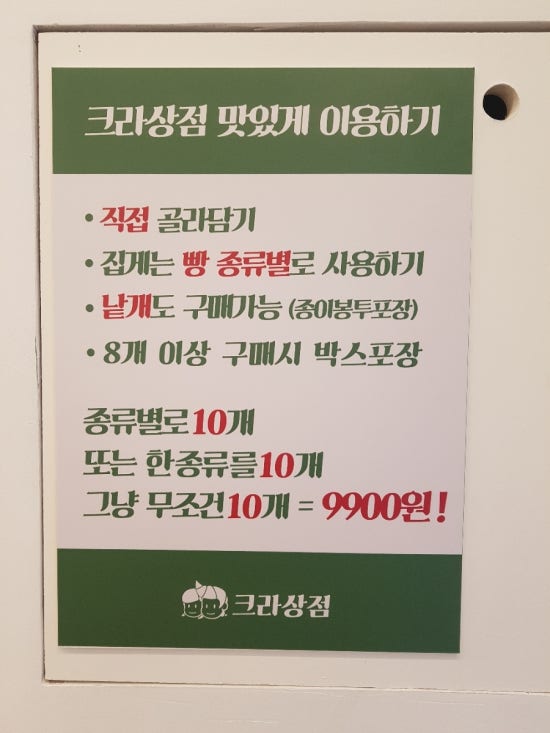 크라상점 맛있게 이용하기
• 직접 골라담기
• 집게는 빵 종류별로 사용하기
• 낱개도 구매가능 (종이봉투포장)
• 8개 이상 구매시 박스포장
종류별로10개
또는 한종류를10개
그냥 무조건10개 = 9900원!
크라상점